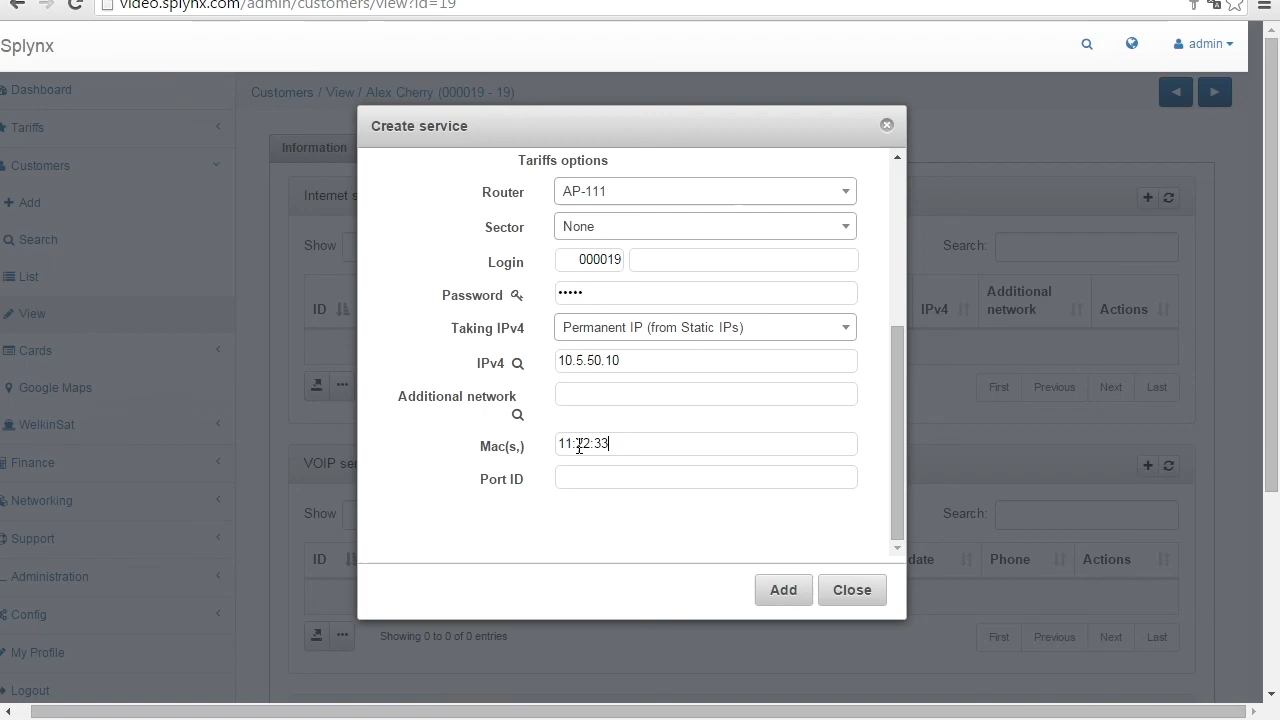 video.splynx.com/admin/customers/view?id=19
Splynx
admin
Dashboard
Tariffs
Customers
Add
Search
List
View
Cards
Google Maps
WelkinSat
Finance
Networking
Support
Administration
Config
My Profile
Logout
Customers / View / Alex Cherry (000019 - 19)
Information
Internet s
Show
Search:
ID
IPv4
Additional network
Actions
First Previous Next Last
VOIP ser
Show
Search:
ID
date
Phone
Actions
Showing 0 to 0 of 0 entries
First Previous Next Last
Create service
Tariffs options
Router AP-111
Sector None
Login 000019
Password •••••
Taking IPv4 Permanent IP (from Static IPs)
IPv4 10.5.50.10
Additional network
Mac(s,) 11:22:33
Port ID
Add Close